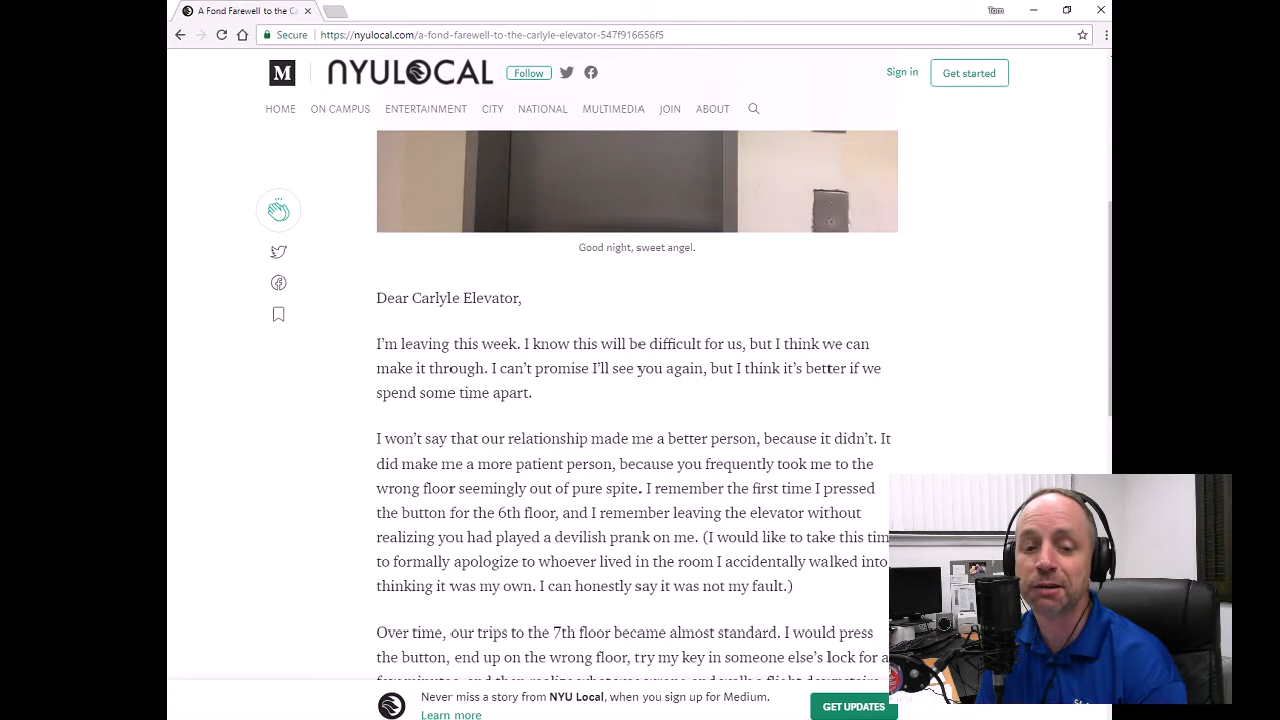 A Fond Farewell to the Ca
Tom
Secure
https://nyulocal.com/a-fond-farewell-to-the-carlyle-elevator-547f916656f5
M
NYULOCAL
Follow
Sign in
Get started
HOME
ON CAMPUS
ENTERTAINMENT
CITY
NATIONAL
MULTIMEDIA
JOIN
ABOUT
Good night, sweet angel.
Dear Carlyle Elevator,
I'm leaving this week. I know this will be difficult for us, but I think we can
make it through. I can't promise I'll see you again, but I think it's better if we
spend some time apart.
I won't say that our relationship made me a better person, because it didn't. It
did make me a more patient person, because you frequently took me to the
wrong floor seemingly out of pure spite. I remember the first time I pressed
the button for the 6th floor, and I remember leaving the elevator without
realizing you had played a devilish prank on me. (I would like to take this tim
to formally apologize to whoever lived in the room I accidentally walked into
thinking it was my own. I can honestly say it was not my fault.)
Over time, our trips to the 7th floor became almost standard. I would press
the button, end up on the wrong floor, try my key in someone else's lock for a
Never miss a story from NYU Local, when you sign up for Medium.
Learn more
GET UPDATES